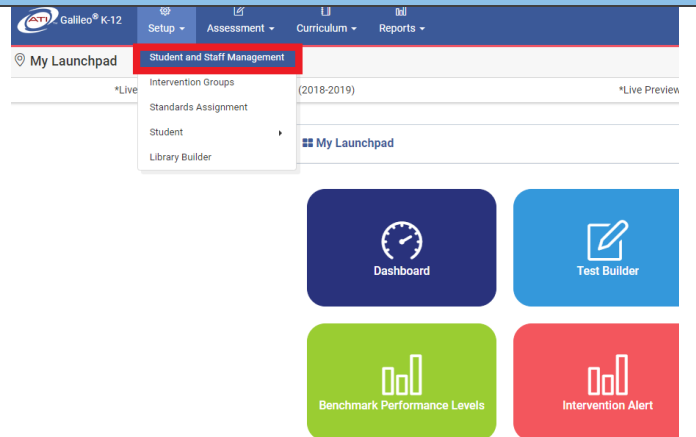 ATI Galileo® K-12
Setup Assessment Curriculum Reports
My Launchpad
Student and Staff Management
Intervention Groups
Standards Assignment
Student
Library Builder
*Live (2018-2019) *Live Preview
My Launchpad
Dashboard Test Builder
Benchmark Performance Levels Intervention Alert